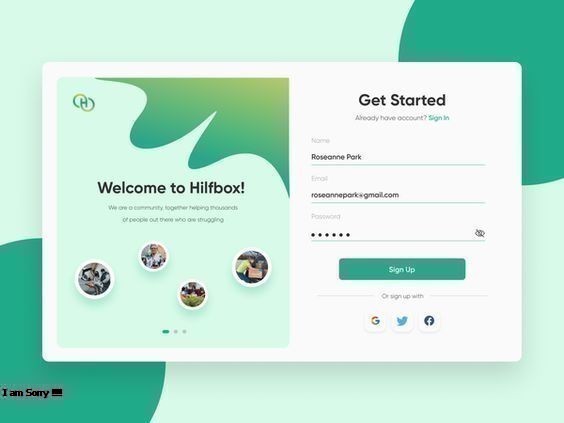 H
Welcome to Hilfbox!
We are a community, together helping thousands
of people out there who are struggling
Get Started
Already have account? Sign In
Name
Roseanne Park
Email
roseannepark@gmail.com
Password
Sign Up
Or sign up with
G
I am Sorry !!!!